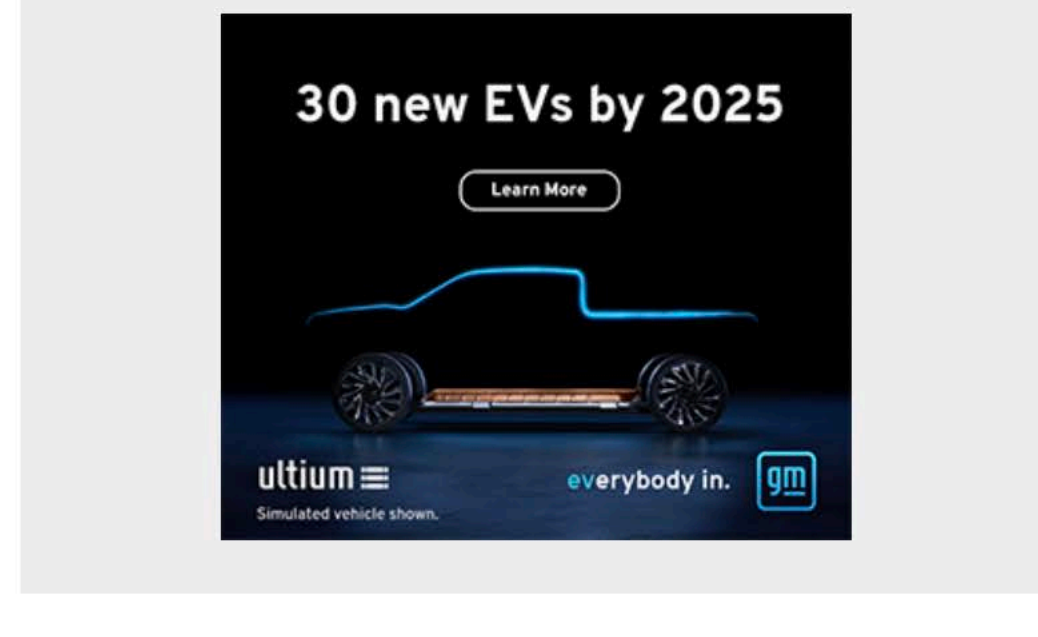 30 new EVs by 2025
Learn More
ultium
everybody in.
gm
Simulated vehicle shown.